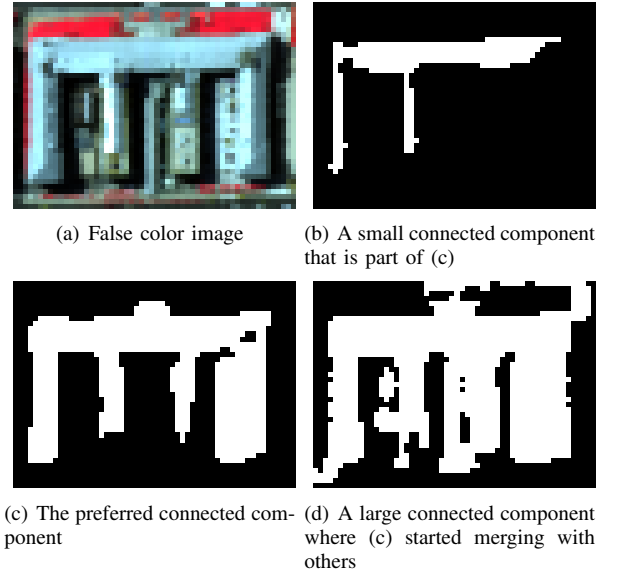 (a) False color image
(b) A small connected component
that is part of (c)
(c) The preferred connected com-
ponent
(d) A large connected component
where (c) started merging with
others